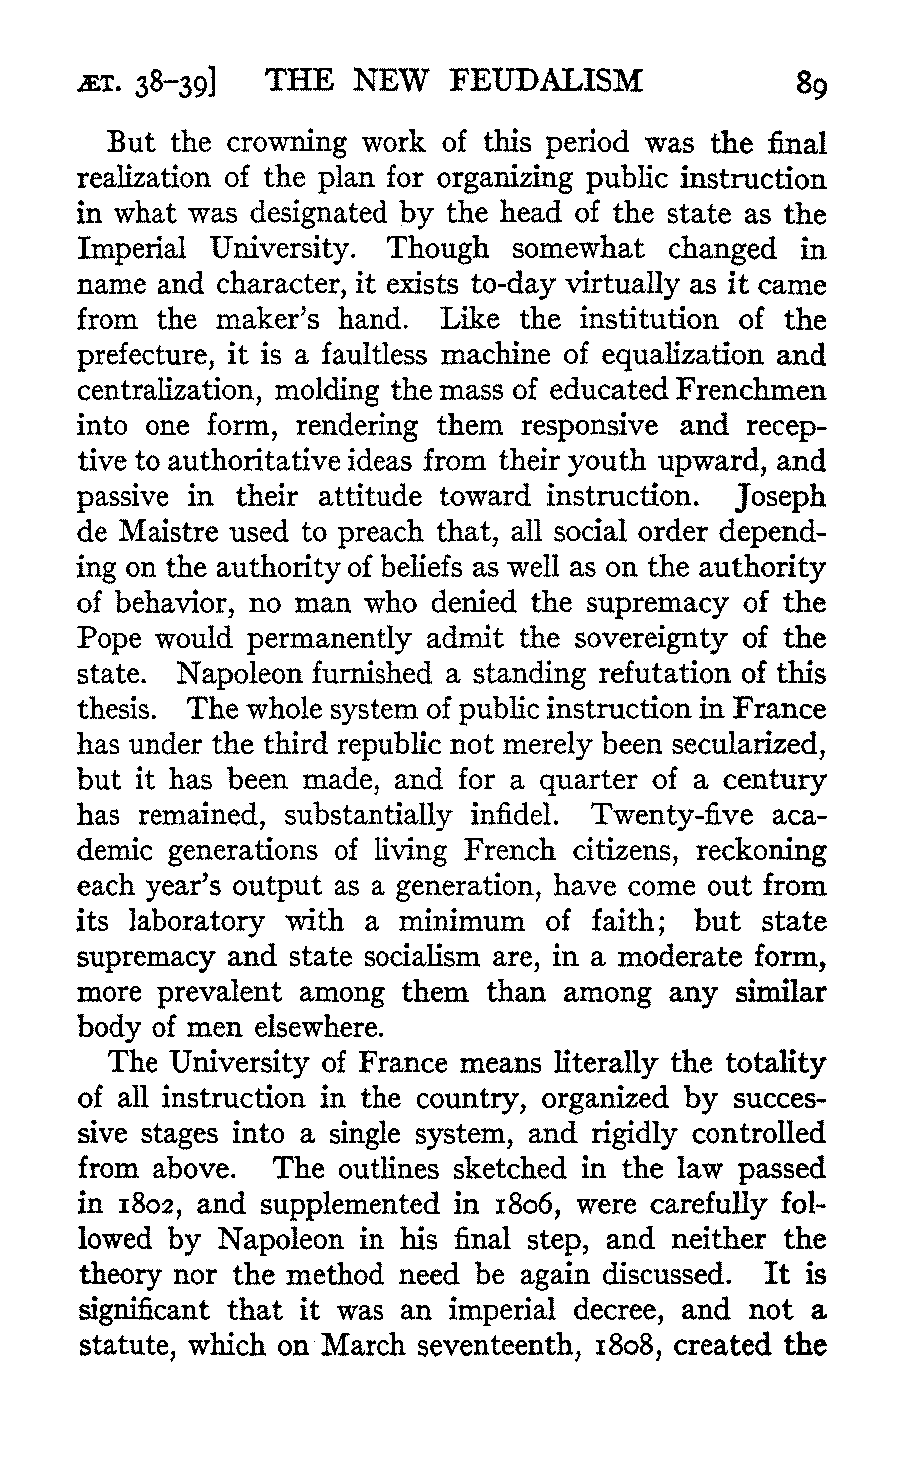 ÆT. 38–39] THE NEW FEUDALISM 89
But the crowning work of this period was the final
realization of the plan for organizing public instruction
in what was designated by the head of the state as the
Imperial University. Though somewhat changed in
name and character, it exists to-day virtually as it came
from the maker's hand. Like the institution of the
prefecture, it is a faultless machine of equalization and
centralization, molding the mass of educated Frenchmen
into one form, rendering them responsive and recep-
tive to authoritative ideas from their youth upward, and
passive in their attitude toward instruction. Joseph
de Maistre used to preach that, all social order depend-
ing on the authority of beliefs as well as on the authority
of behavior, no man who denied the supremacy of the
Pope would permanently admit the sovereignty of the
state. Napoleon furnished a standing refutation of this
thesis. The whole system of public instruction in France
has under the third republic not merely been secularized,
but it has been made, and for a quarter of a century
has remained, substantially infidel. Twenty-five aca-
demic generations of living French citizens, reckoning
each year's output as a generation, have come out from
its laboratory with a minimum of faith; but state
supremacy and state socialism are, in a moderate form,
more prevalent among them than among any similar
body of men elsewhere.
The University of France means literally the totality
of all instruction in the country, organized by succes-
sive stages into a single system, and rigidly controlled
from above. The outlines sketched in the law passed
in 1802, and supplemented in 1806, were carefully fol-
lowed by Napoleon in his final step, and neither the
theory nor the method need be again discussed. It is
significant that it was an imperial decree, and not a
statute, which on March seventeenth, 1808, created the